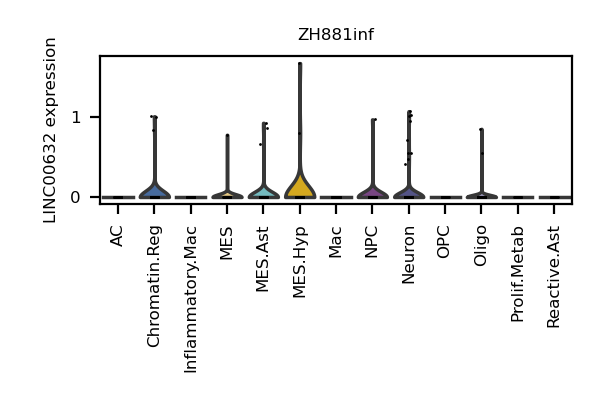 ZH881inf
LINC00632 expression
1
0
AC
Chromatin.Reg
Inflammatory.Mac
MES
MES.Ast
MES.Hyp
Mac
NPC
Neuron
OPC
Oligo
Prolif.Metab
Reactive.Ast